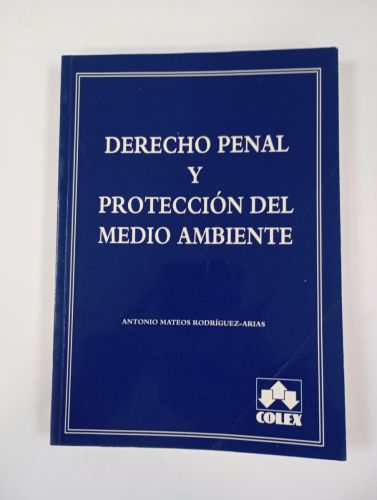 DERECHO PENAL
Y
PROTECCIÓN DEL
MEDIO AMBIENTE
ANTONIO MATEOS RODRÍGUEZ-ARIAS
COLEX